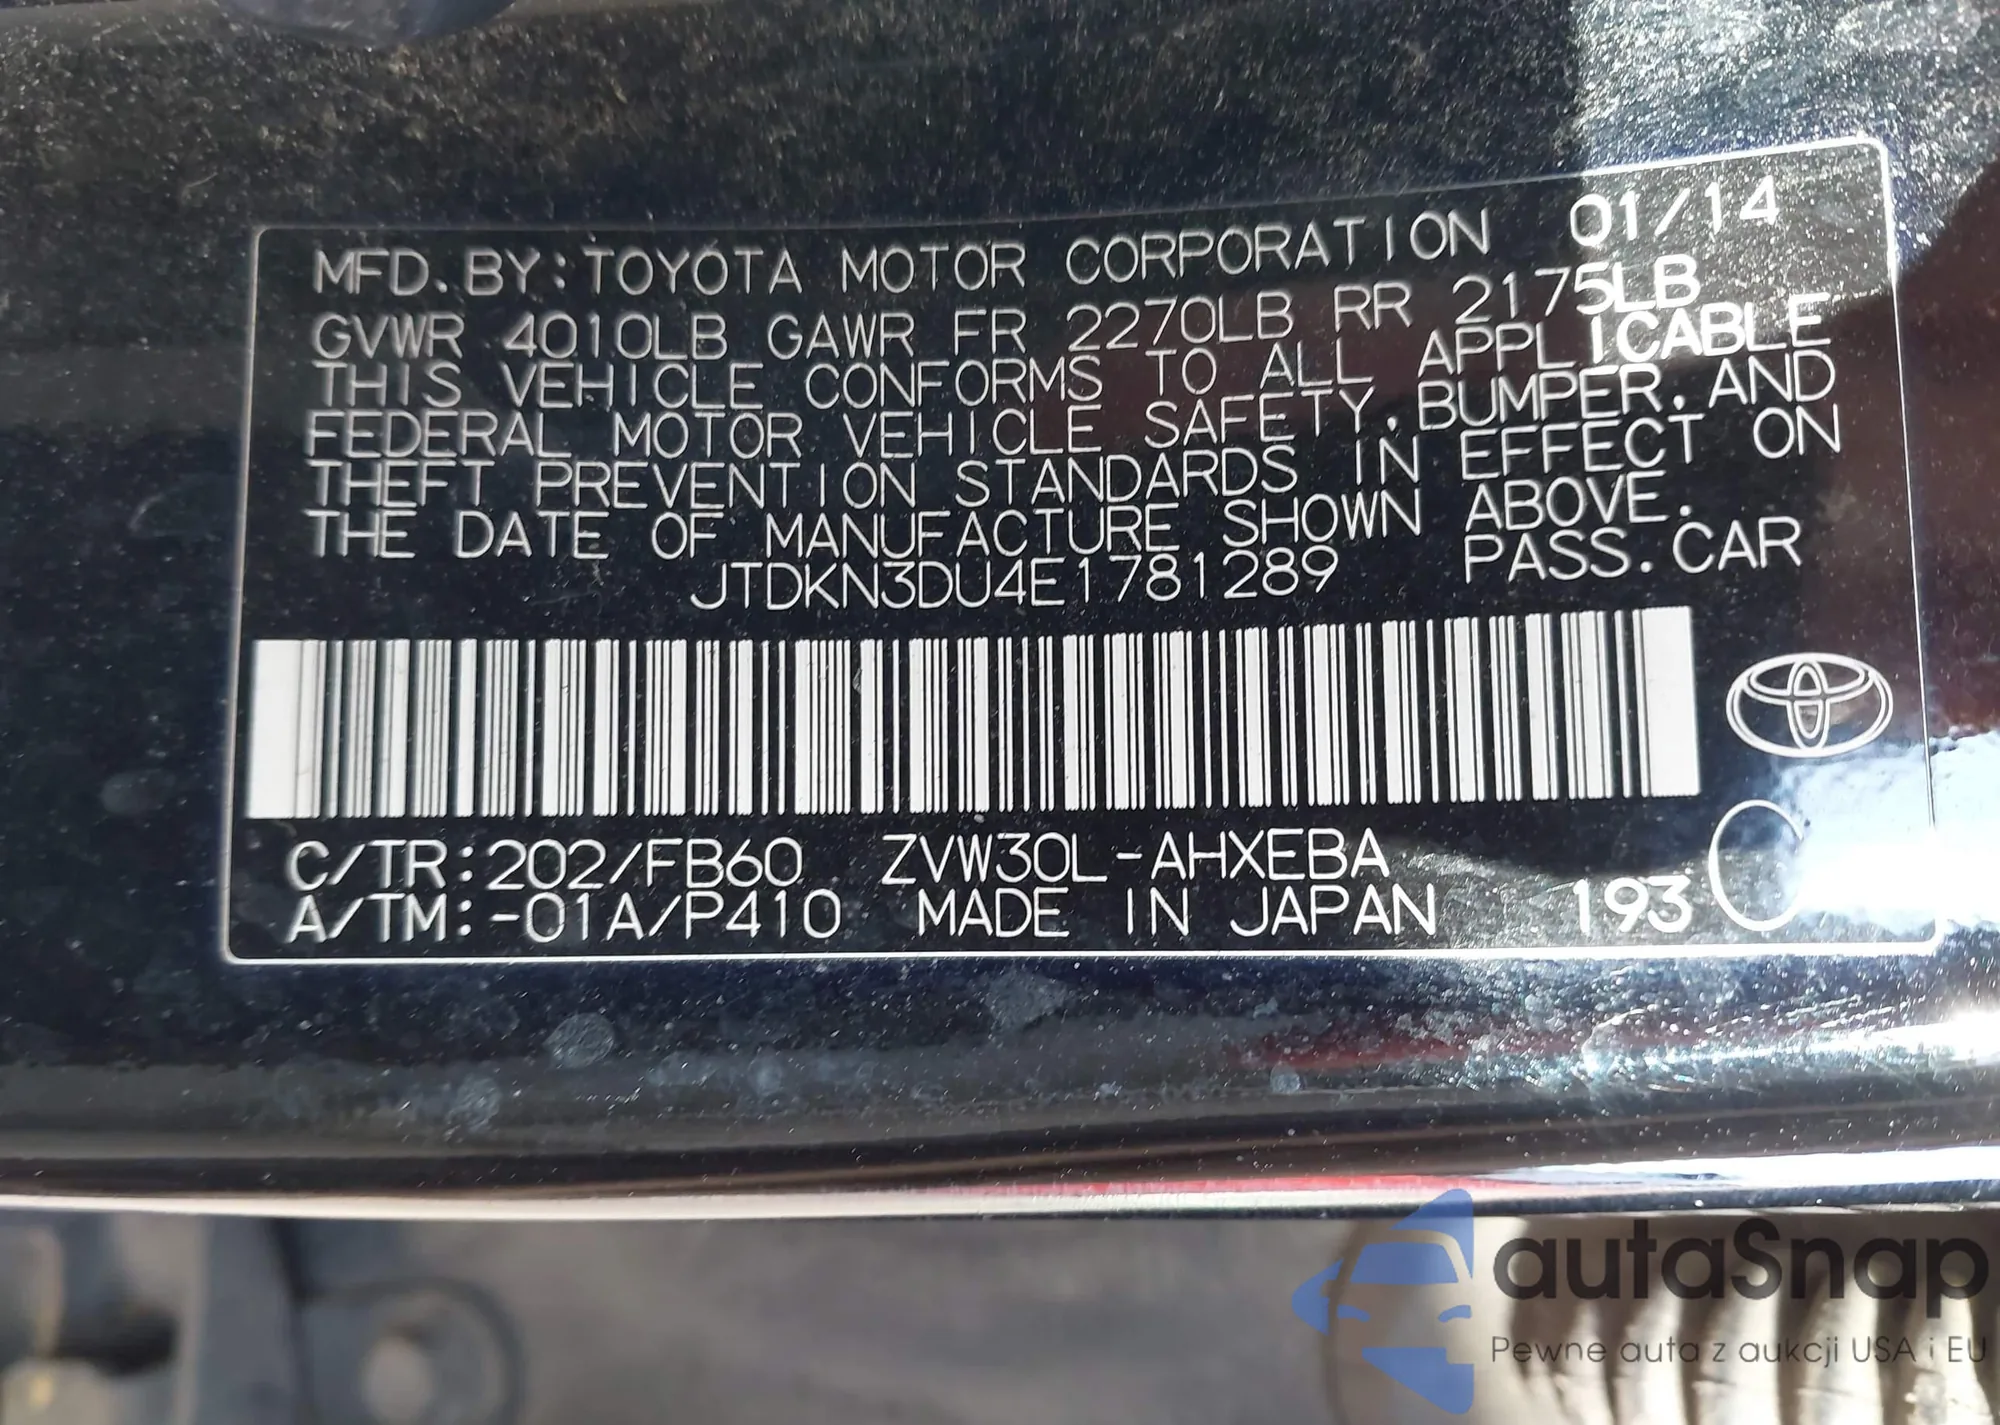 MFD. BY: TOYOTA MOTOR CORPORATION 01/14
GVWR 4010LB GAWR FR 2270LB RR 2175LB
THIS VEHICLE CONFORMS TO ALL APPLICABLE
FEDERAL MOTOR VEHICLE SAFETY, BUMPER, AND
THEFT PREVENTION STANDARDS IN EFFECT ON
THE DATE OF MANUFACTURE SHOWN ABOVE.
JTDKN3DU4E1781289 PASS. CAR
C/TR: 202/FB60 ZVW30L-AHXEBA
A/TM: -01A/P410 MADE IN JAPAN 193 C
autaSnap
Pewne auta z aukcji USA i EU